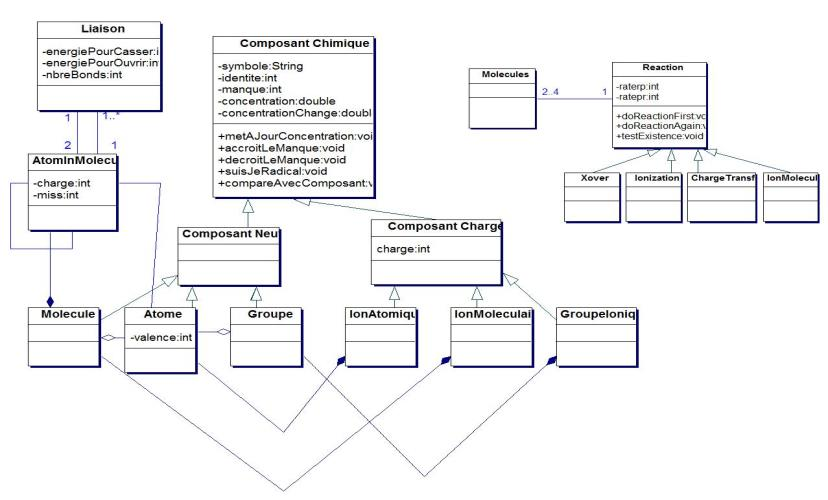 Liaison
-energiePourCasser:i
-energiePourOuvrir:in
-nbreBonds:int
1
1..*
2
1
AtomInMolecu
-charge:int
-miss:int
Composant Chimique
-symbole:String
-identite:int
-manque:int
-concentration:double
-concentrationChange:doubl
+metAJourConcentration:voi
+accroitLeManque:void
+decroitLeManque:void
+suisJeRadical:void
+compareAvecComposant:v
Molecules
2..4
1
Reaction
-raterp:int
-ratepr:int
+doReactionFirst:vc
+doReactionAgain:v
+testExistence:void
Xover
Ionization
ChargeTransf
IonMolecul
Composant Neu
Composant Charge
charge:int
Molecule
Atome
-valence:int
Groupe
IonAtomiqu
IonMoleculai
GroupeIoniq